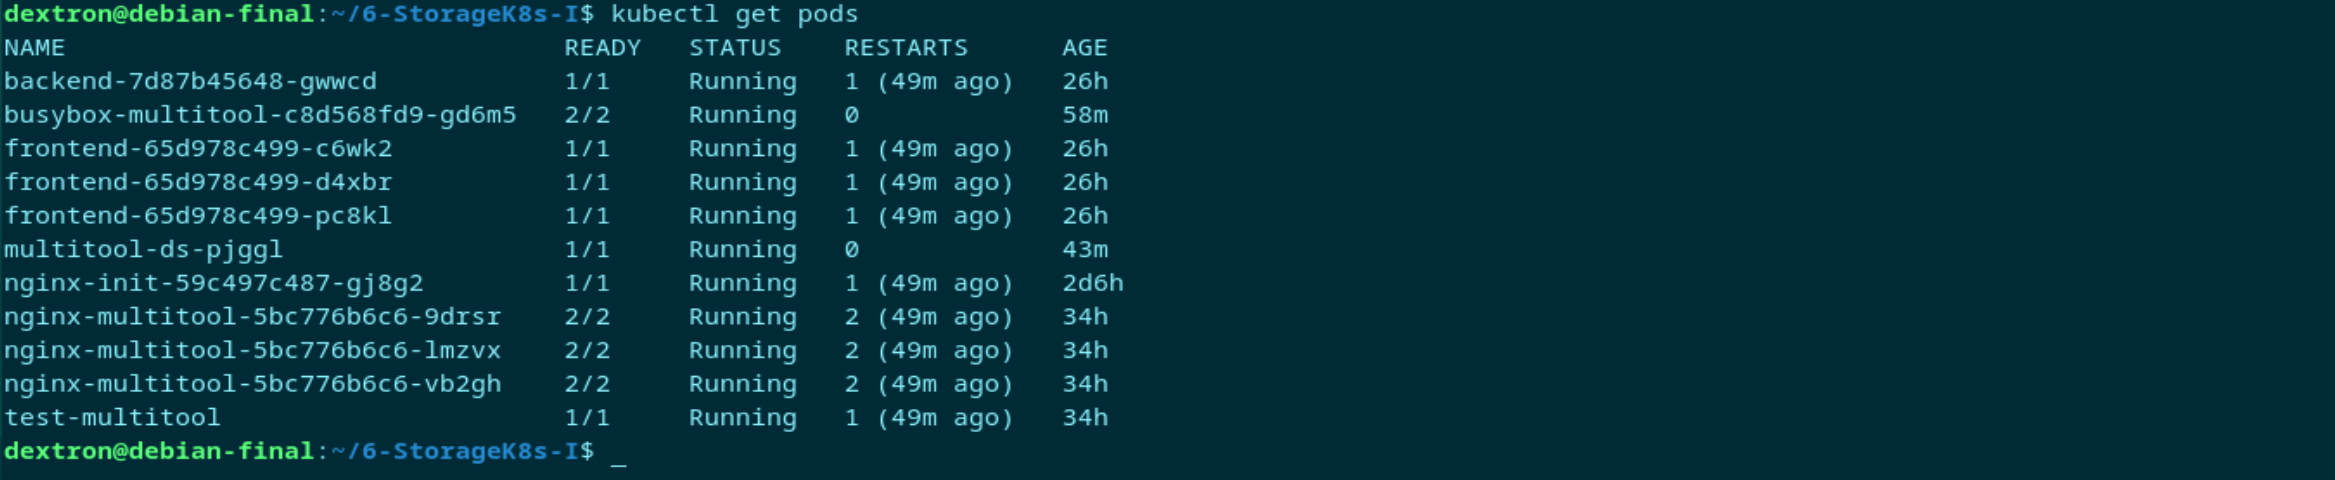 dextron@debian-final:~/6-StorageK8s-I$ kubectl get pods
NAME                                READY   STATUS    RESTARTS      AGE
backend-7d87b45648-gwwcd            1/1     Running   1 (49m ago)   26h
busybox-multitool-c8d568fd9-gd6m5   2/2     Running   0             58m
frontend-65d978c499-c6wk2           1/1     Running   1 (49m ago)   26h
frontend-65d978c499-d4xbr           1/1     Running   1 (49m ago)   26h
frontend-65d978c499-pc8kl           1/1     Running   1 (49m ago)   26h
multitool-ds-pjggl                  1/1     Running   0             43m
nginx-init-59c497c487-gj8g2         1/1     Running   1 (49m ago)   2d6h
nginx-multitool-5bc776b6c6-9drsr    2/2     Running   2 (49m ago)   34h
nginx-multitool-5bc776b6c6-lmzvx    2/2     Running   2 (49m ago)   34h
nginx-multitool-5bc776b6c6-vb2gh    2/2     Running   2 (49m ago)   34h
test-multitool                      1/1     Running   1 (49m ago)   34h
dextron@debian-final:~/6-StorageK8s-I$ _